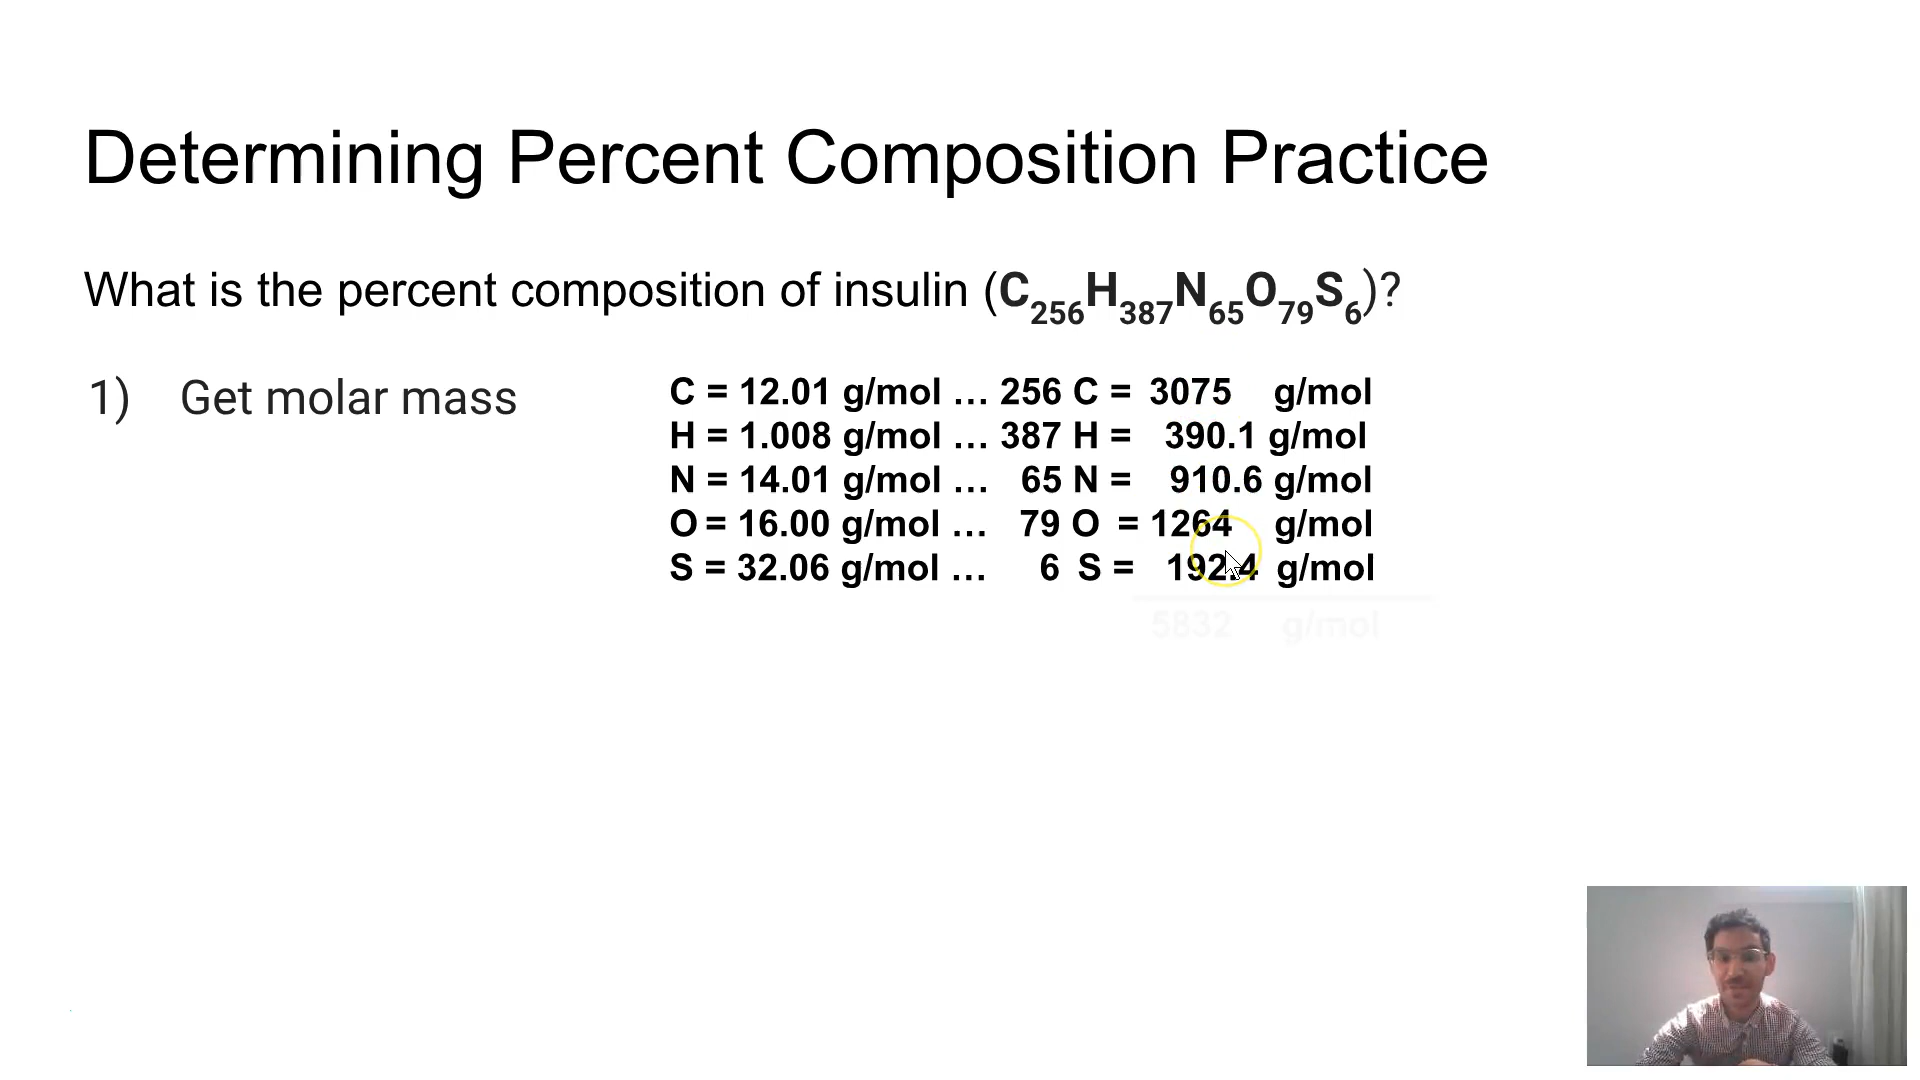 Determining Percent Composition Practice
What is the percent composition of insulin (C256H387N65O79S6)?
1) Get molar mass
C = 12.01 g/mol ... 256 C = 3075 g/mol
H = 1.008 g/mol ... 387 H = 390.1 g/mol
N = 14.01 g/mol ... 65 N = 910.6 g/mol
O = 16.00 g/mol ... 79 O = 1264 g/mol
S = 32.06 g/mol ... 6 S = 192.4 g/mol
5832 g/mol